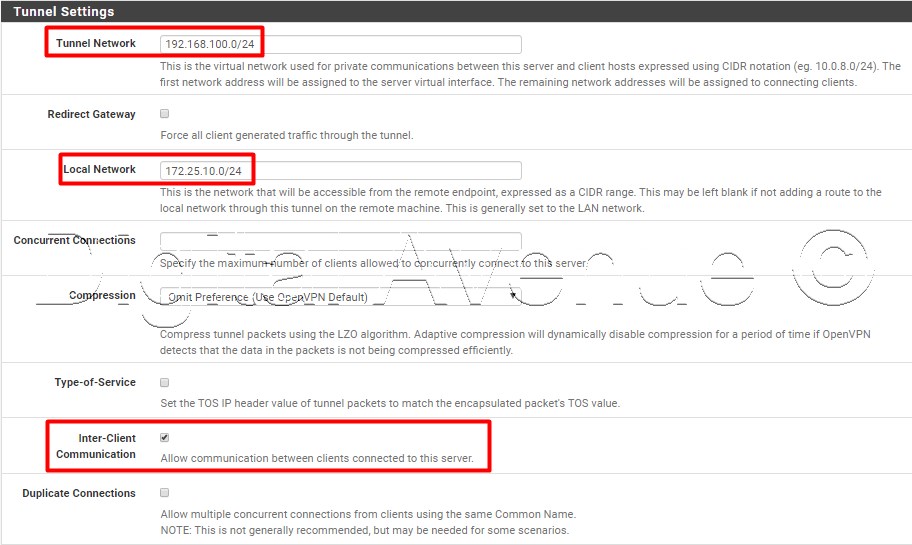 Tunnel Settings
Tunnel Network
192.168.100.0/24
This is the virtual network used for private communications between this server and client hosts expressed using CIDR notation (eg. 10.0.8.0/24). The
first network address will be assigned to the server virtual interface. The remaining network addresses will be assigned to connecting clients.
Redirect Gateway
Force all client generated traffic through the tunnel.
Local Network
172.25.10.0/24
This is the network that will be accessible from the remote endpoint, expressed as a CIDR range. This may be left blank if not adding a route to the
local network through this tunnel on the remote machine. This is generally set to the LAN network.
Concurrent Connections
Specify the maximum number of clients allowed to concurrently connect to this server.
Compression
Omit Preference (Use OpenVPN Default)
Compress tunnel packets using the LZO algorithm. Adaptive compression will dynamically disable compression for a period of time if OpenVPN
detects that the data in the packets is not being compressed efficiently.
Type-of-Service
Set the TOS IP header value of tunnel packets to match the encapsulated packet's TOS value.
Inter-Client
Communication
Allow communication between clients connected to this server.
Duplicate Connections
Allow multiple concurrent connections from clients using the same Common Name.
NOTE: This is not generally recommended, but may be needed for some scenarios.